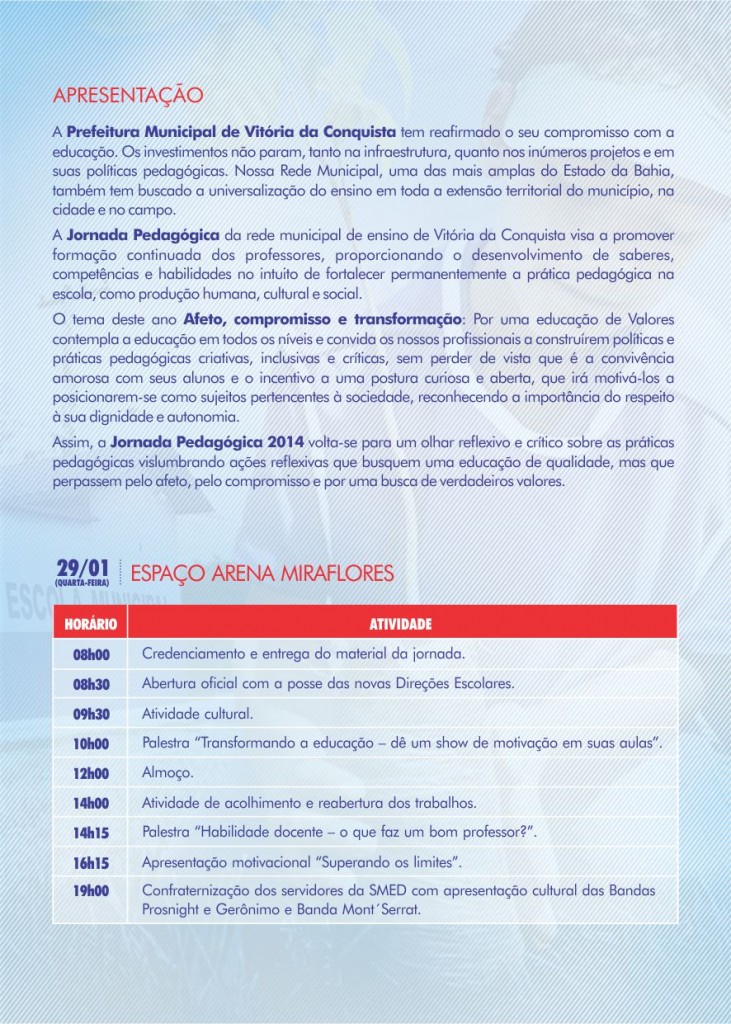 APRESENTAÇÃO
A Prefeitura Municipal de Vitória da Conquista tem reafirmado o seu compromisso com a
educação. Os investimentos não param, tanto na infraestrutura, quanto nos inúmeros projetos e em
suas políticas pedagógicas. Nossa Rede Municipal, uma das mais amplas do Estado da Bahia,
também tem buscado a universalização do ensino em toda a extensão territorial do município, na
cidade e no campo.
A Jornada Pedagógica da rede municipal de ensino de Vitória da Conquista visa a promover
formação continuada dos professores, proporcionando o desenvolvimento de saberes,
competências e habilidades no intuito de fortalecer permanentemente a prática pedagógica na
escola, como produção humana, cultural e social.
O tema deste ano Afeto, compromisso e transformação: Por uma educação de Valores
contempla a educação em todos os níveis e convida os nossos profissionais a construírem políticas e
práticas pedagógicas criativas, inclusivas e críticas, sem perder de vista que é a convivência
amorosa com seus alunos e o incentivo a uma postura curiosa e aberta, que irá motivá-los a
posicionarem-se como sujeitos pertencentes à sociedade, reconhecendo a importância do respeito
à sua dignidade e autonomia.
Assim, a Jornada Pedagógica 2014 volta-se para um olhar reflexivo e crítico sobre as práticas
pedagógicas vislumbrando ações reflexivas que busquem uma educação de qualidade, mas que
perpassem pelo afeto, pelo compromisso e por uma busca de verdadeiros valores.
29/01 ESPAÇO ARENA MIRAFLORES
(QUARTA-FEIRA)
ESCOLA MUNICIPAL
HORÁRIO ATIVIDADE
08h00 Credenciamento e entrega do material da jornada.
08h30 Abertura oficial com a posse das novas Direções Escolares.
09h30 Atividade cultural.
10h00 Palestra “Transformando a educação – dê um show de motivação em suas aulas”.
12h00 Almoço.
14h00 Atividade de acolhimento e reabertura dos trabalhos.
14h15 Palestra “Habilidade docente – o que faz um bom professor?”.
16h15 Apresentação motivacional “Superando os limites”.
19h00 Confraternização dos servidores da SMED com apresentação cultural das Bandas
Prosnight e Gerônimo e Banda Mont´Serrat.